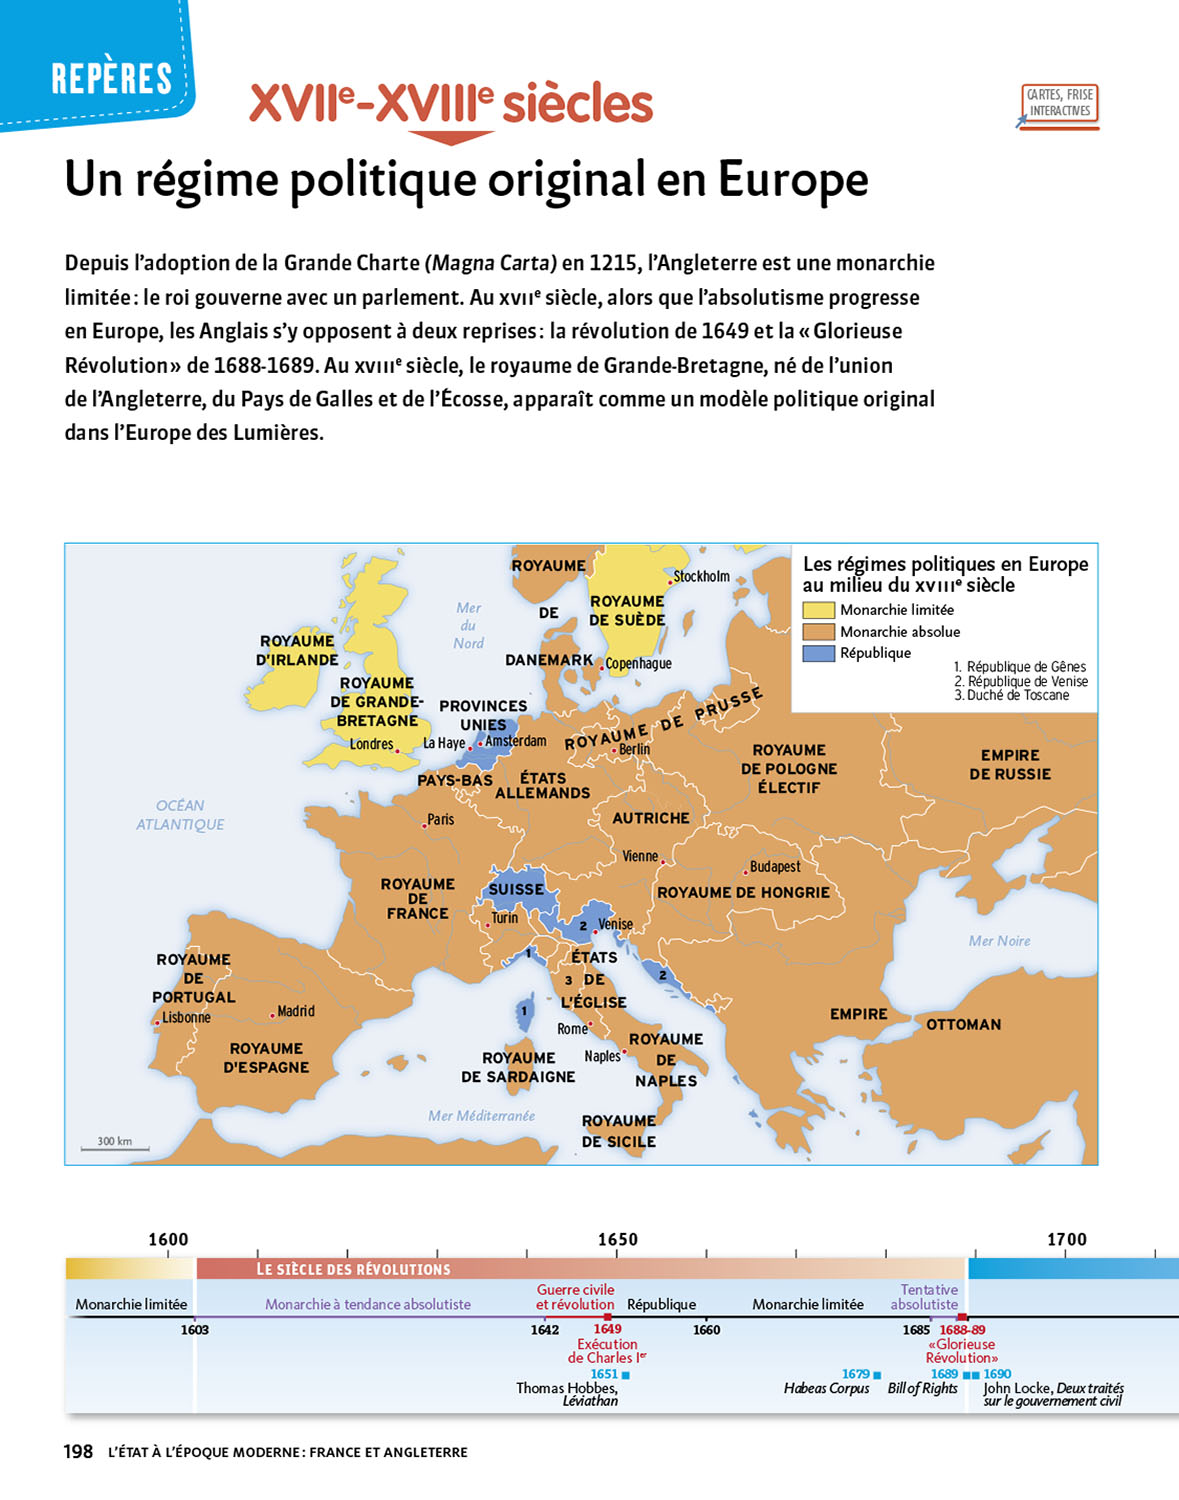 REPÈRES
XVIIe-XVIIIe siècles
CARTES, FRISE
INTERACTIVES
Un régime politique original en Europe
Depuis l'adoption de la Grande Charte (Magna Carta) en 1215, l'Angleterre est une monarchie
limitée : le roi gouverne avec un parlement. Au XVIIe siècle, alors que l'absolutisme progresse
en Europe, les Anglais s'y opposent à deux reprises : la révolution de 1649 et la « Glorieuse
Révolution » de 1688-1689. Au XVIIIe siècle, le royaume de Grande-Bretagne, né de l'union
de l'Angleterre, du Pays de Galles et de l'Écosse, apparaît comme un modèle politique original
dans l'Europe des Lumières.
Les régimes politiques en Europe
au milieu du XVIIIe siècle
Monarchie limitée
Monarchie absolue
République
1. République de Gênes
2. République de Venise
3. Duché de Toscane
ROYAUME
DE
DANEMARK
Stockholm
ROYAUME
DE SUÈDE
Copenhague
Mer
du
Nord
ROYAUME
D'IRLANDE
ROYAUME
DE GRANDE-
BRETAGNE
Londres
PROVINCES
UNIES
La Haye
Amsterdam
ROYAUME DE PRUSSE
Berlin
PAYS-BAS
ÉTATS
ALLEMANDS
ROYAUME
DE POLOGNE
ÉLECTIF
EMPIRE
DE RUSSIE
OCÉAN
ATLANTIQUE
Paris
AUTRICHE
Vienne
Budapest
ROYAUME
DE
FRANCE
SUISSE
ROYAUME DE HONGRIE
Turin
2
Venise
Mer Noire
1
ÉTATS
3
DE
L'ÉGLISE
2
ROYAUME
DE
PORTUGAL
Lisbonne
Madrid
ROYAUME
D'ESPAGNE
1
Rome
EMPIRE
OTTOMAN
Naples
ROYAUME
DE
NAPLES
ROYAUME
DE SARDAIGNE
Mer Méditerranée
ROYAUME
DE SICILE
300 km
1600
1650
1700
LE SIÈCLE DES RÉVOLUTIONS
Monarchie limitée
Monarchie à tendance absolutiste
Guerre civile
et révolution
République
Monarchie limitée
Tentative
absolutiste
1603
1642
1649
1660
1685
1688-89
Exécution
de Charles Ier
«Glorieuse
Révolution»
1651
1679
1689
1690
Thomas Hobbes,
Léviathan
Habeas Corpus
Bill of Rights
John Locke, Deux traités
sur le gouvernement civil
198 L'ÉTAT À L'ÉPOQUE MODERNE : FRANCE ET ANGLETERRE